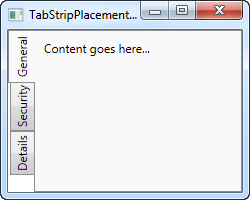 TabStripPlacement...
General
Content goes here...
Security
Details